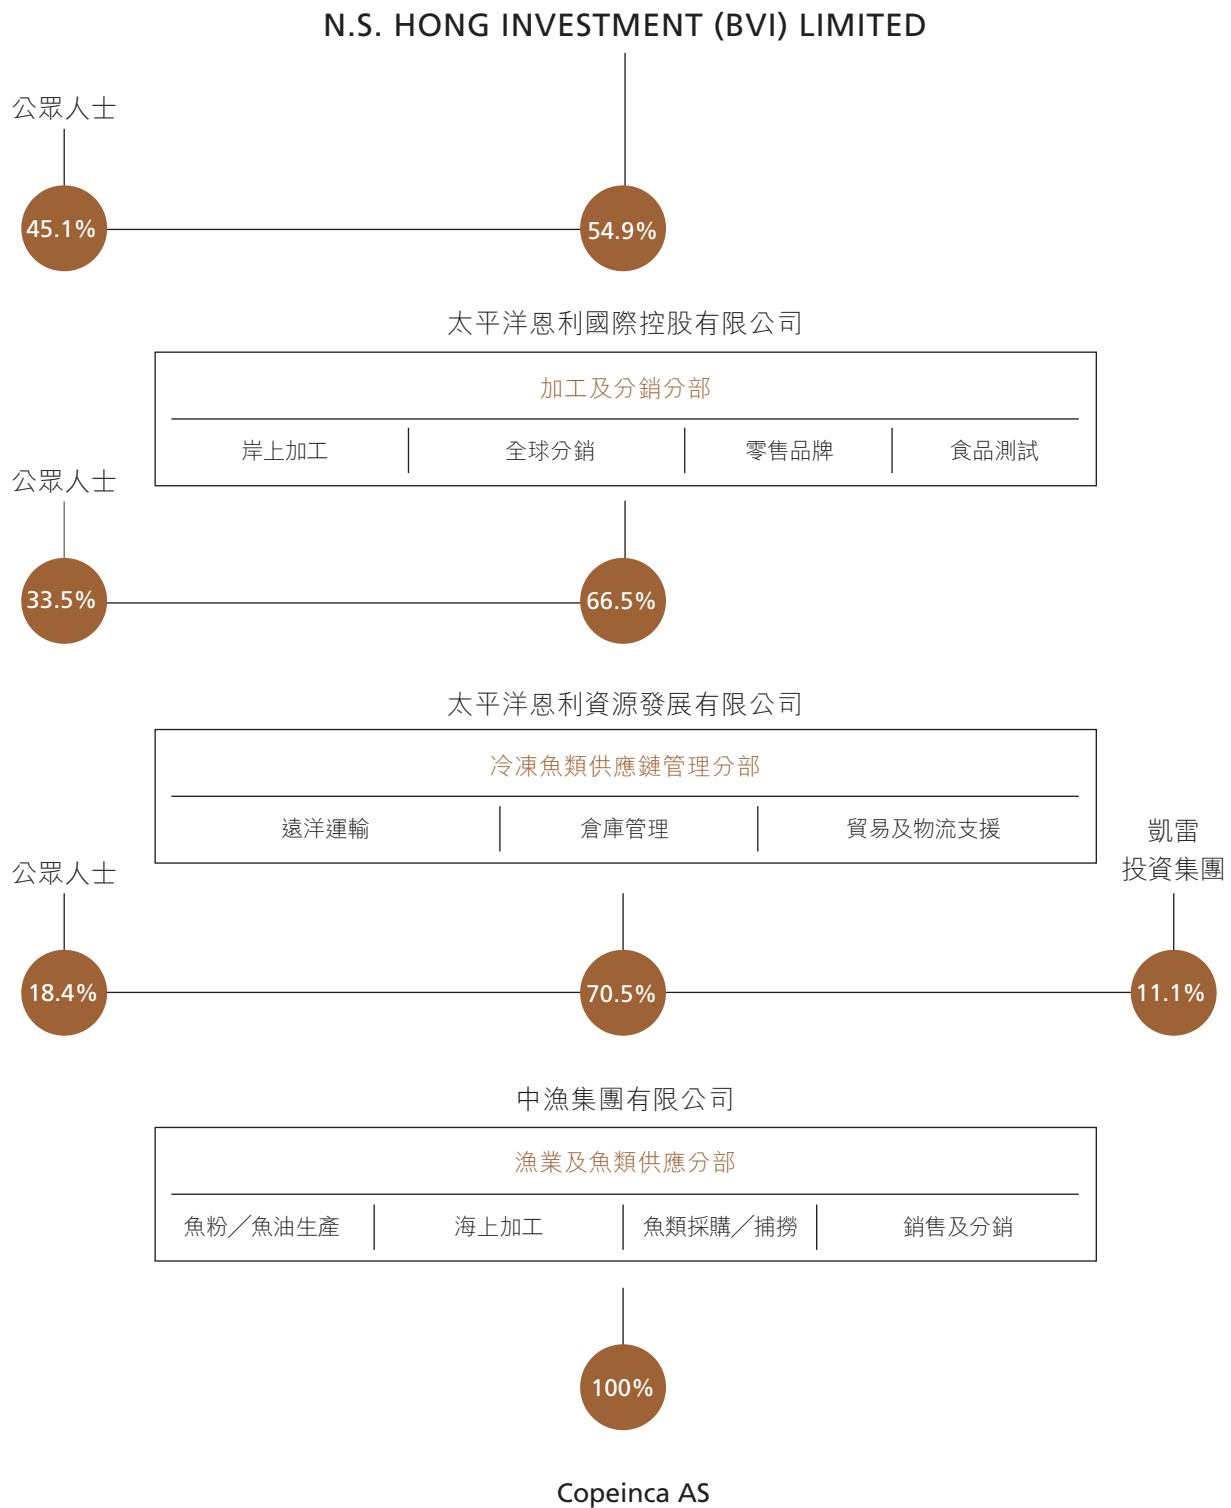 N.S. HONG INVESTMENT (BVI) LIMITED
公眾人士
45.1%
54.9%
太平洋恩利國際控股有限公司
加工及分銷分部
岸上加工
全球分銷
零售品牌
食品測試
公眾人士
33.5%
66.5%
太平洋恩利資源發展有限公司
冷凍魚類供應鏈管理分部
遠洋運輸
倉庫管理
貿易及物流支援
凱雷
投資集團
公眾人士
18.4%
70.5%
11.1%
中漁集團有限公司
漁業及魚類供應分部
魚粉／魚油生產
海上加工
魚類採購／捕撈
銷售及分銷
100%
Copeinca AS